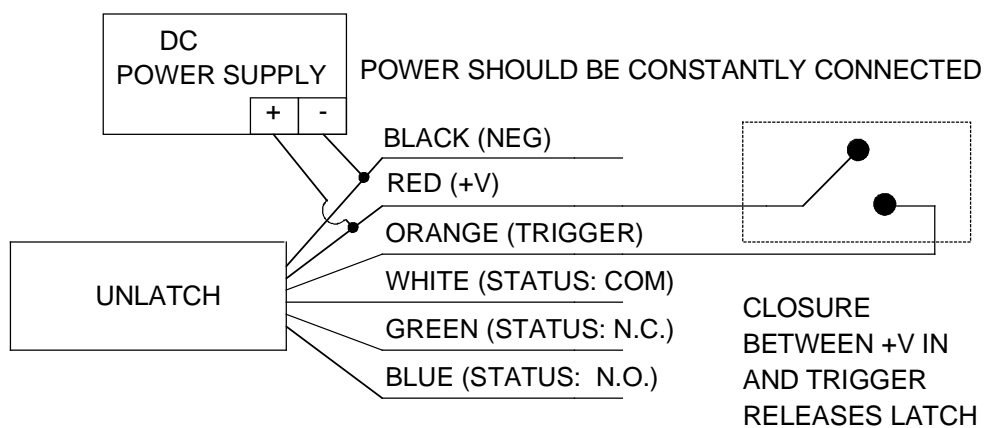 DC
POWER SUPPLY
+ -
POWER SHOULD BE CONSTANTLY CONNECTED
BLACK (NEG)
RED (+V)
ORANGE (TRIGGER)
WHITE (STATUS: COM)
GREEN (STATUS: N.C.)
BLUE (STATUS: N.O.)
UNLATCH
CLOSURE
BETWEEN +V IN
AND TRIGGER
RELEASES LATCH